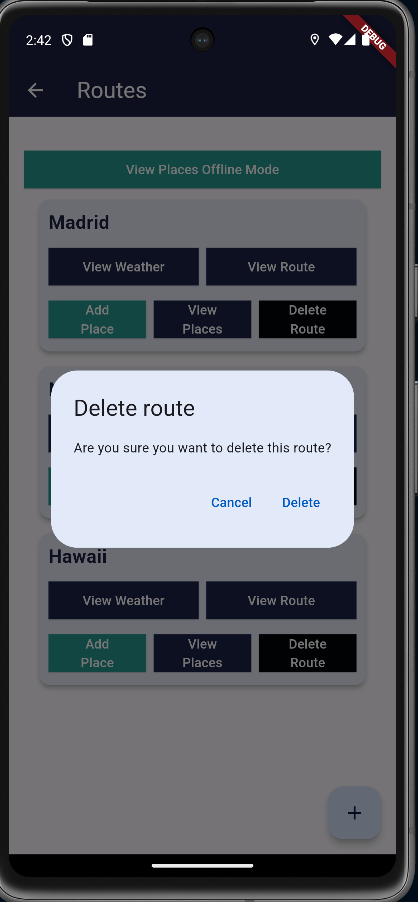 2:42
DEBUG
Routes
View Places Offline Mode
Madrid
View Weather
View Route
Add
Place
View
Places
Delete
Route
Delete route
Are you sure you want to delete this route?
Cancel
Delete
Hawaii
View Weather
View Route
Add
Place
View
Places
Delete
Route
+